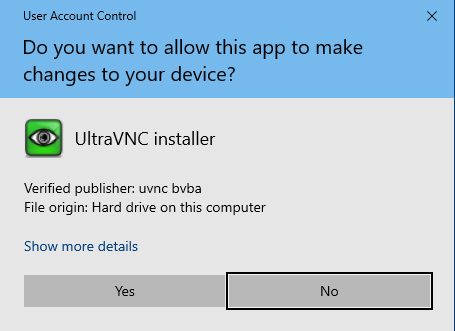 User Account Control
Do you want to allow this app to make
changes to your device?
UltraVNC installer
Verified publisher: uvnc bvba
File origin: Hard drive on this computer
Show more details
Yes
No